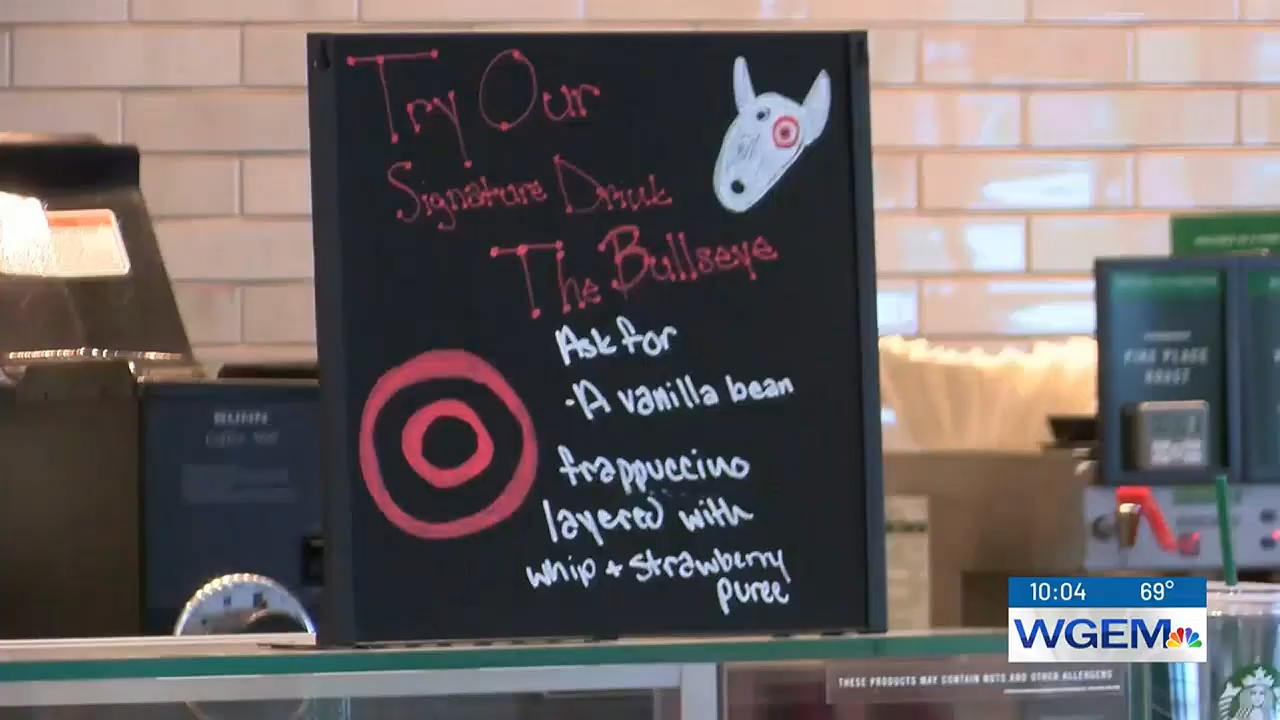 Try Our
Signature Drink
The Bullseye
Ask for
-A vanilla bean
frappuccino
layered with
whip + strawberry
puree
BUNN
PIKE PLACE
ROAST
10:04 69°
WGEM
THESE PRODUCTS MAY CONTAIN NUTS AND OTHER ALLERGENS